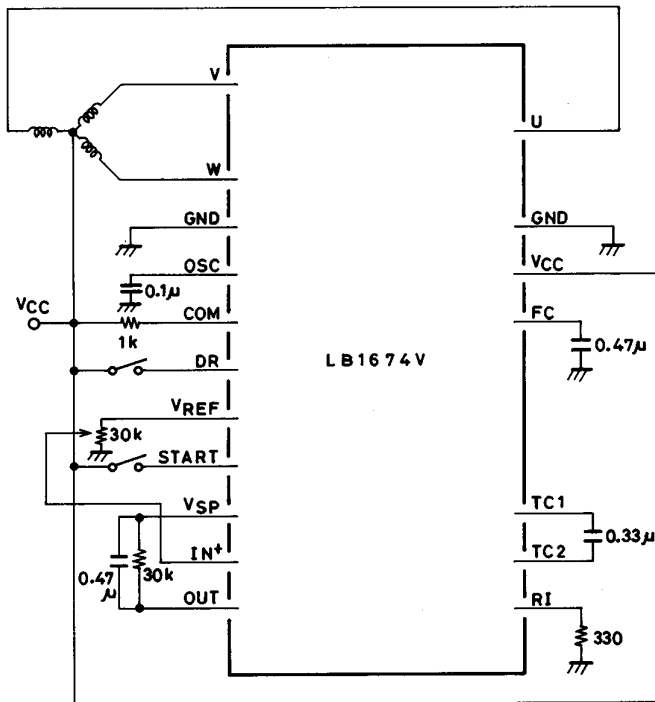 V
U
W
GND
GND
OSC
VCC
0.1μ
VCC
COM
FC
1k
0.47μ
LB1674V
DR
VREF
30k
START
VSP
TC1
0.33μ
IN+
TC2
0.47
μ
30k
OUT
RI
330